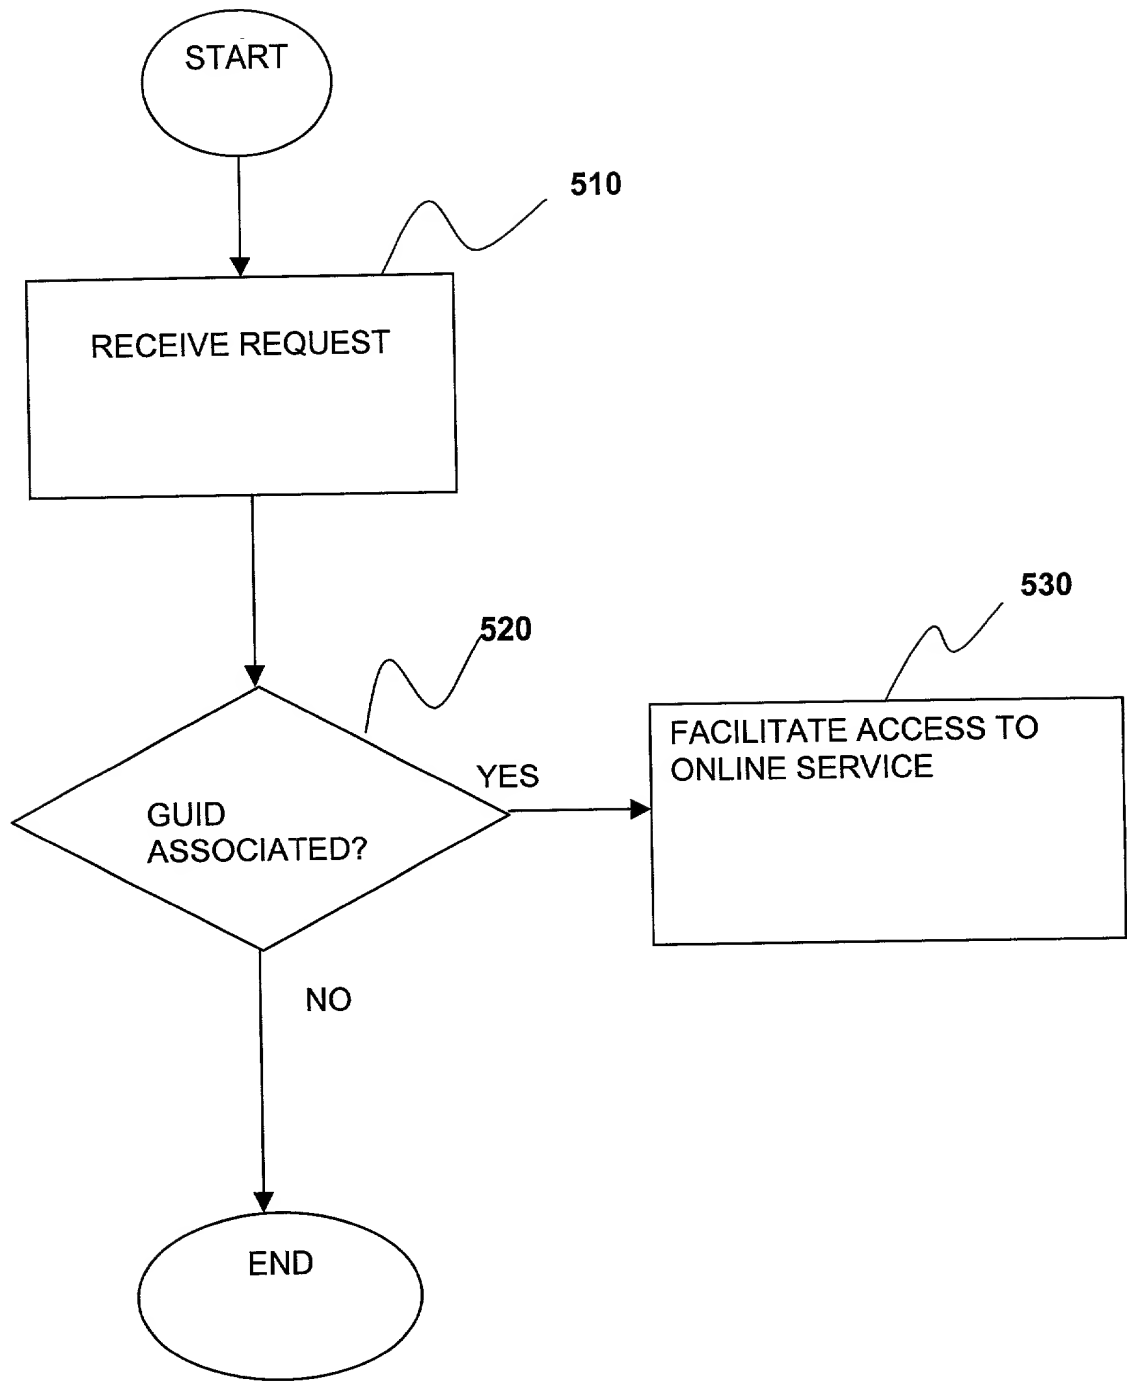 START
510
RECEIVE REQUEST
520
530
FACILITATE ACCESS TO
ONLINE SERVICE
YES
GUID
ASSOCIATED?
NO
END